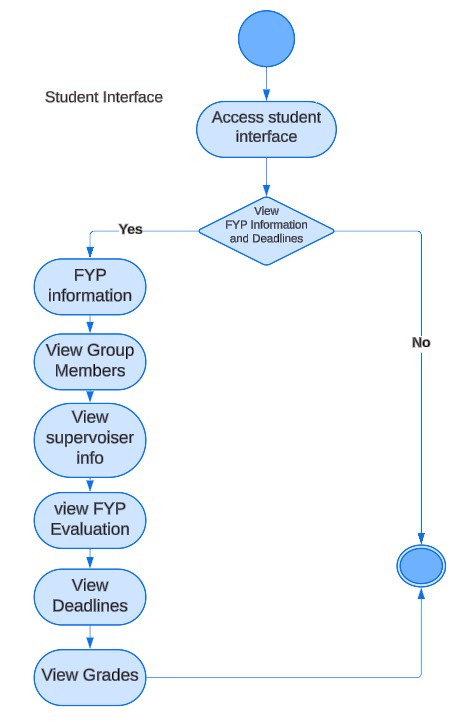 Student Interface
Access student
interface
View
FYP Information
and Deadlines
Yes
No
FYP
information
View Group
Members
View
supervoiser
info
view FYP
Evaluation
View
Deadlines
View Grades